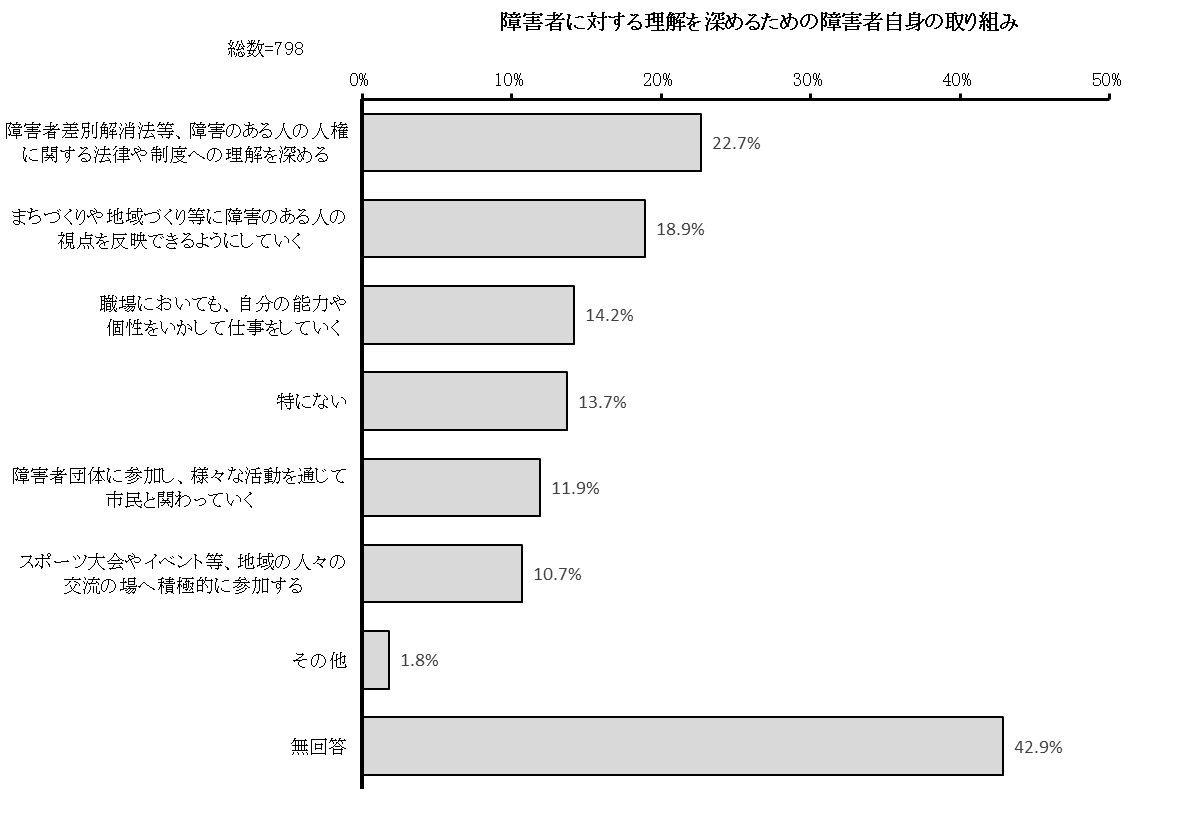 障害者に対する理解を深めるための障害者自身の取り組み
総数=798
0%
10%
20%
30%
40%
50%
障害者差別解消法等、障害のある人の人権
に関する法律や制度への理解を深める
22.7%
まちづくりや地域づくり等に障害のある人の
視点を反映できるようにしていく
18.9%
職場においても、自分の能力や
個性をいかして仕事をしていく
14.2%
特にない
13.7%
障害者団体に参加し、様々な活動を通じて
市民と関わっていく
11.9%
スポーツ大会やイベント等、地域の人々の
交流の場へ積極的に参加する
10.7%
その他
1.8%
無回答
42.9%